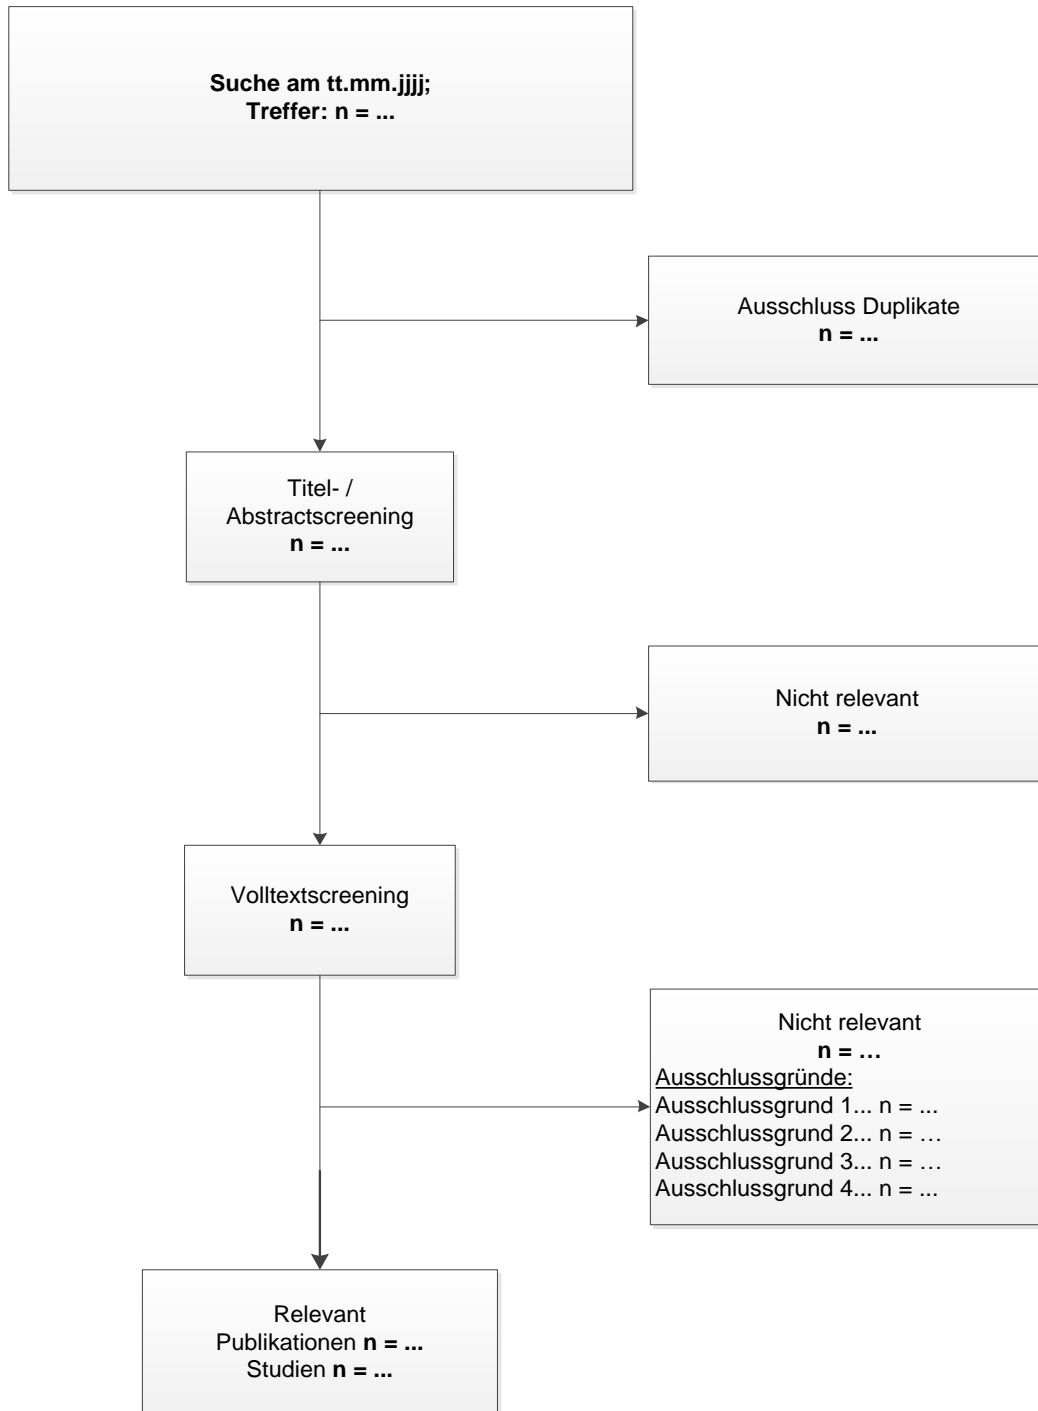 Suche am tt.mm.jjjj;
Treffer: n = ...
Ausschluss Duplikate
n = ...
Titel- /
Abstractscreening
n = ...
Nicht relevant
n = ...
Volltextscreening
n = ...
Nicht relevant
n = …
Ausschlussgründe:
Ausschlussgrund 1... n = ...
Ausschlussgrund 2... n = …
Ausschlussgrund 3... n = …
Ausschlussgrund 4... n = ...
Relevant
Publikationen n = ...
Studien n = ...